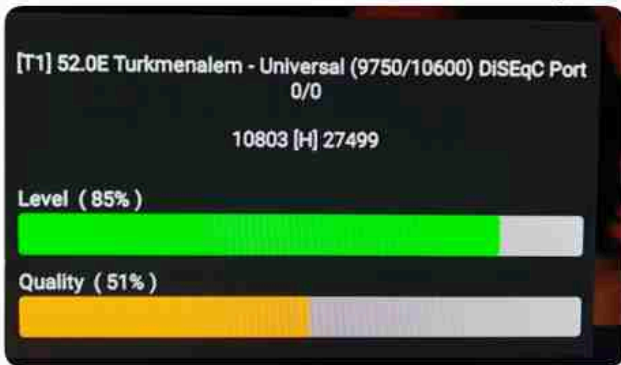 [T1] 52.0E Turkmenalem - Universal (9750/10600) DiSEqC Port
0/0
10803 [H] 27499
Level ( 85% )
Quality ( 51% )